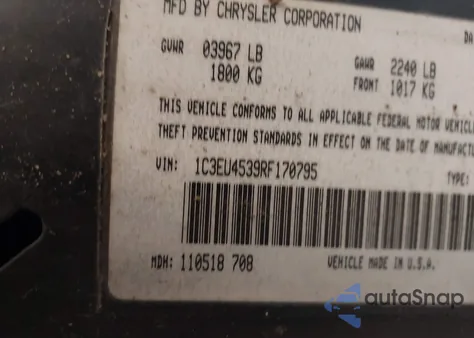 MFD BY CHRYSLER CORPORATION DA
GVWR 03967 LB
1800 KG
GAWR 2240 LB
FRONT 1017 KG
THIS VEHICLE CONFORMS TO ALL APPLICABLE FEDERAL MOTOR VEHICL
THEFT PREVENTION STANDARDS IN EFFECT ON THE DATE OF MANUFACTU
VIN: 1C3EU4539RF170795 TYPE:
MDH: 110518 708 VEHICLE MADE IN U.S.A.
autoSnap